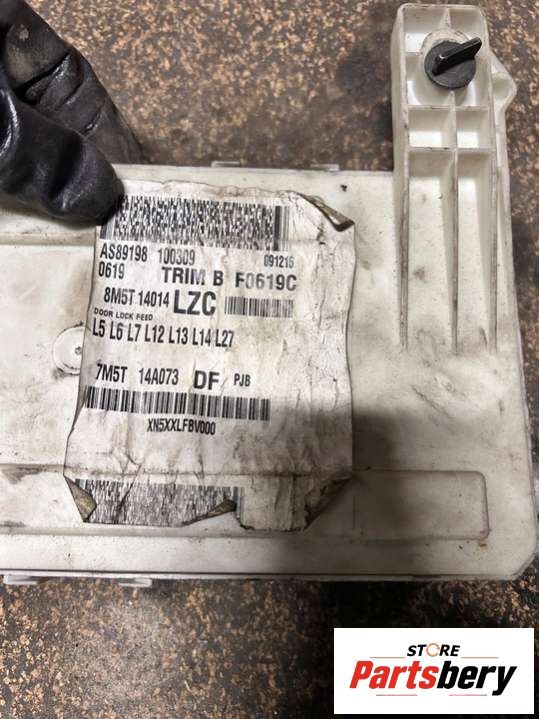 AS89198 100309 091216
0619 TRIM B F0619C
8M5T 14014 LZC
DOOR LOCK FEED
L5 L6 L7 L12 L13 L14 L27
7M5T 14A073 DF PJB
XN5XXLFBV000
STORE
Partsbery